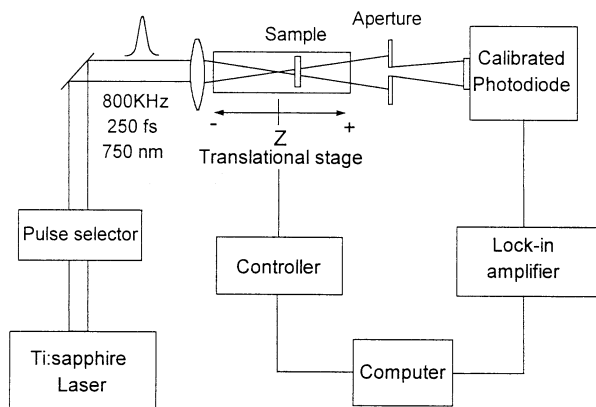 Sample
Aperture
Calibrated
Photodiode
800KHz
250 fs
750 nm
- +
Z
Translational stage
Pulse selector
Controller
Lock-in
amplifier
Ti:sapphire
Laser
Computer